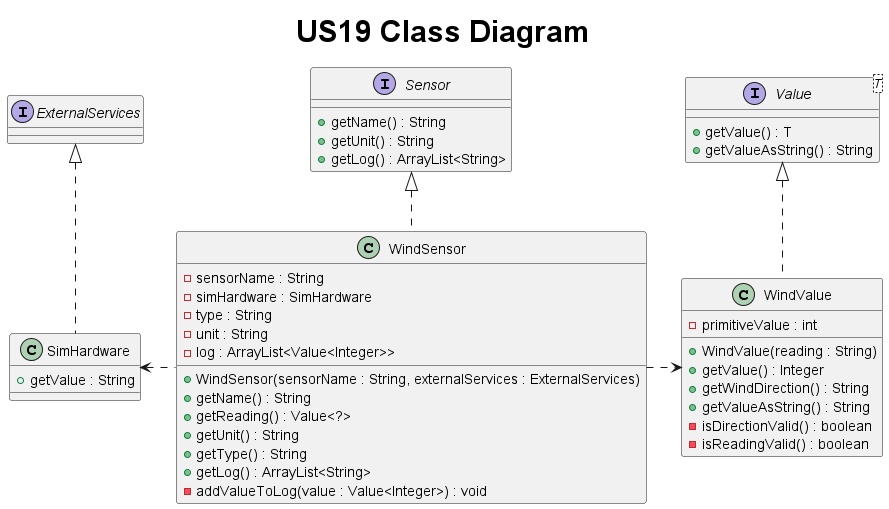 US19 Class Diagram
I ExternalServices
I Sensor
getName() : String
getUnit() : String
getLog() : ArrayList<String>
I Value
T
getValue() : T
getValueAsString() : String
C SimHardware
getValue : String
C WindSensor
sensorName : String
simHardware : SimHardware
type : String
unit : String
log : ArrayList<Value<Integer>>
WindSensor(sensorName : String, externalServices : ExternalServices)
getName() : String
getReading() : Value<?>
getUnit() : String
getType() : String
getLog() : ArrayList<String>
addValueToLog(value : Value<Integer>) : void
C WindValue
primitiveValue : int
WindValue(reading : String)
getValue() : Integer
getWindDirection() : String
getValueAsString() : String
isDirectionValid() : boolean
isReadingValid() : boolean